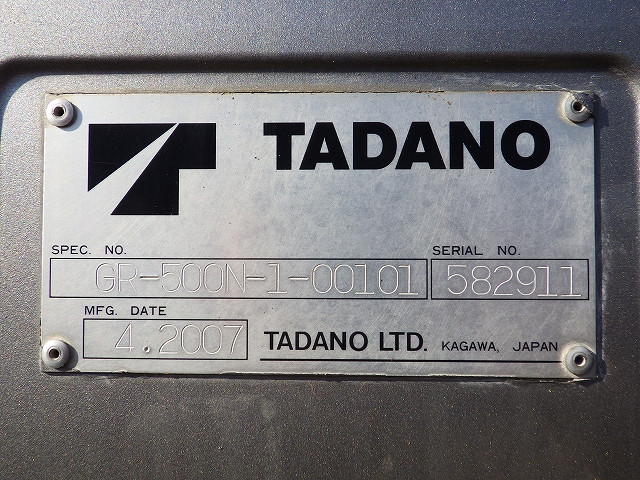 TADANO
SPEC. NO. SERIAL NO.
GR-500N-1-00101 582911
MFG. DATE
4.2007 TADANO LTD. KAGAWA, JAPAN